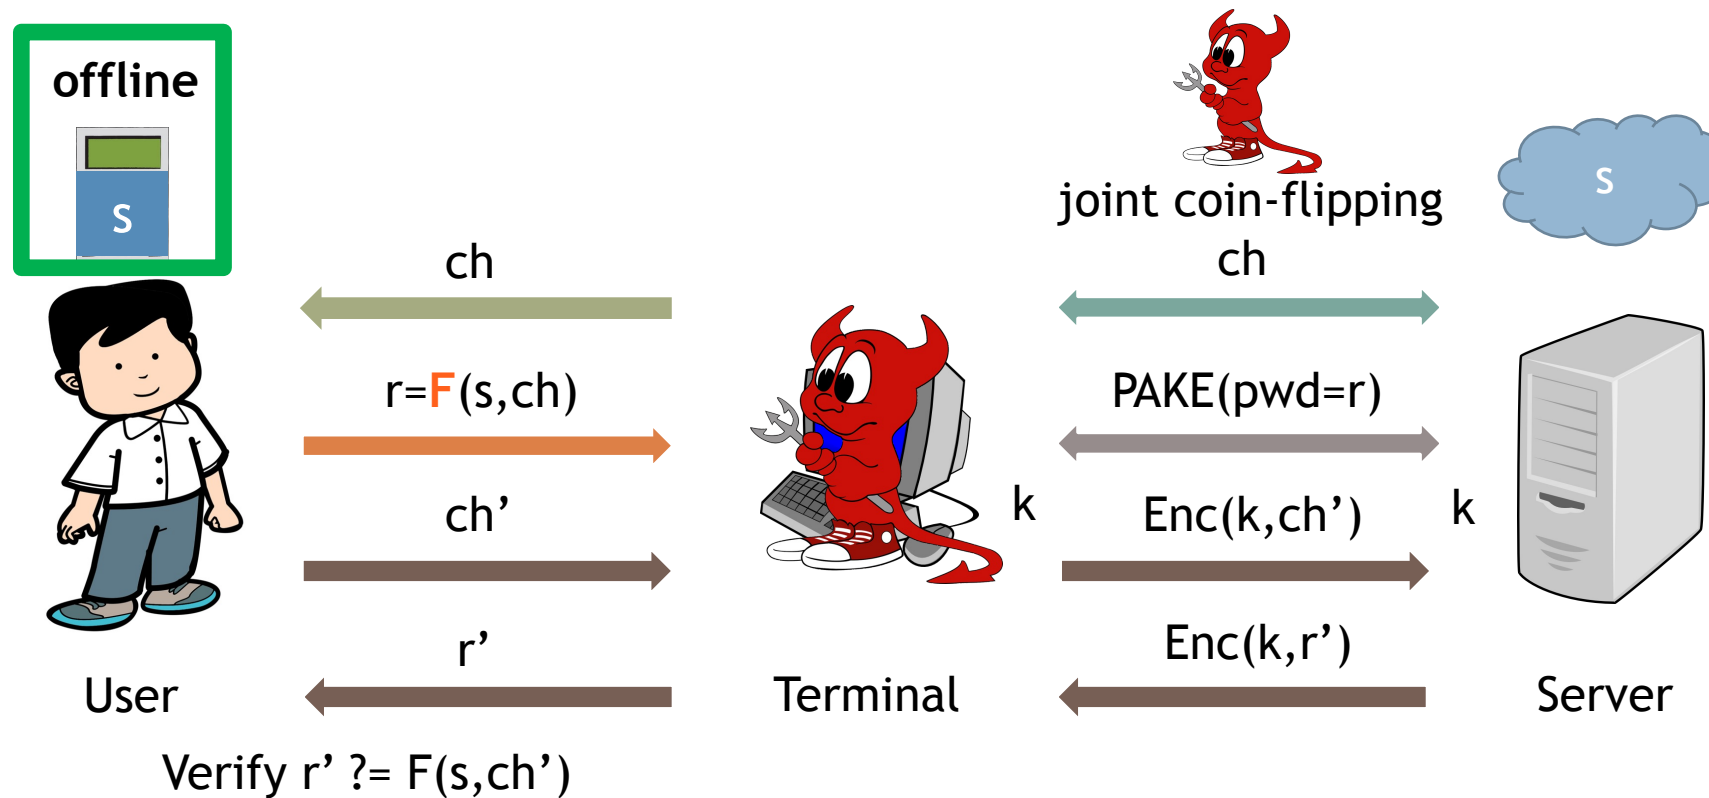 offline
S
joint coin-flipping
s
ch
ch
r=F(s,ch)
PAKE(pwd=r)
ch’
k
Enc(k,ch’)
k
r’
Enc(k,r’)
User
Terminal
Server
Verify r’ ?= F(s,ch’)